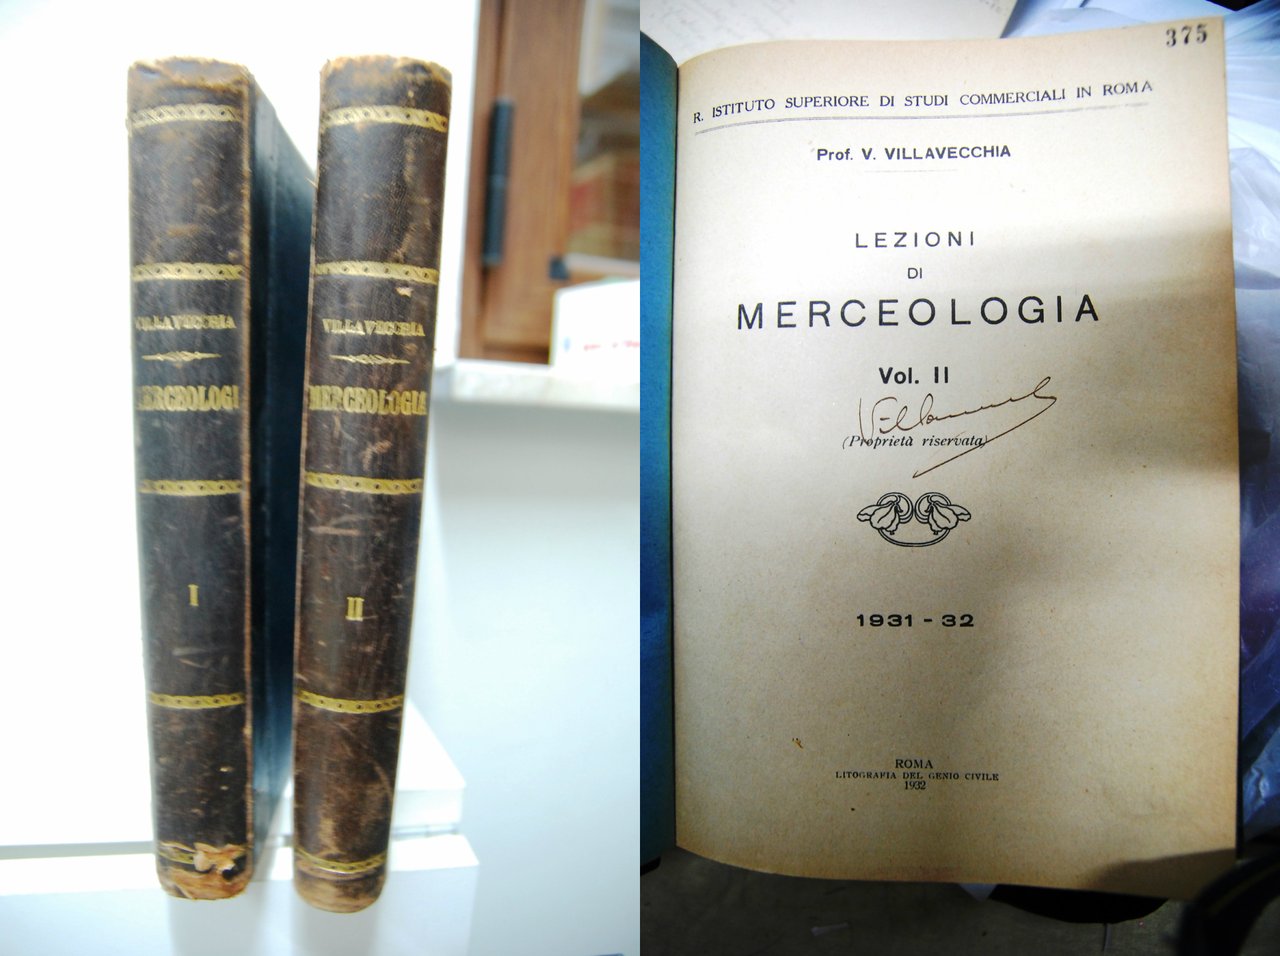 VILLAVECCHIA
MERCEOLOGI
I
VILLAVECCHIA
MERCEOLOGIA
II
375
R. ISTITUTO SUPERIORE DI STUDI COMMERCIALI IN ROMA
Prof. V. VILLAVECCHIA
LEZIONI
DI
MERCEOLOGIA
Vol. II
(Proprietà riservata)
1931 - 32
ROMA
LITOGRAFIA DEL GENIO CIVILE
1932